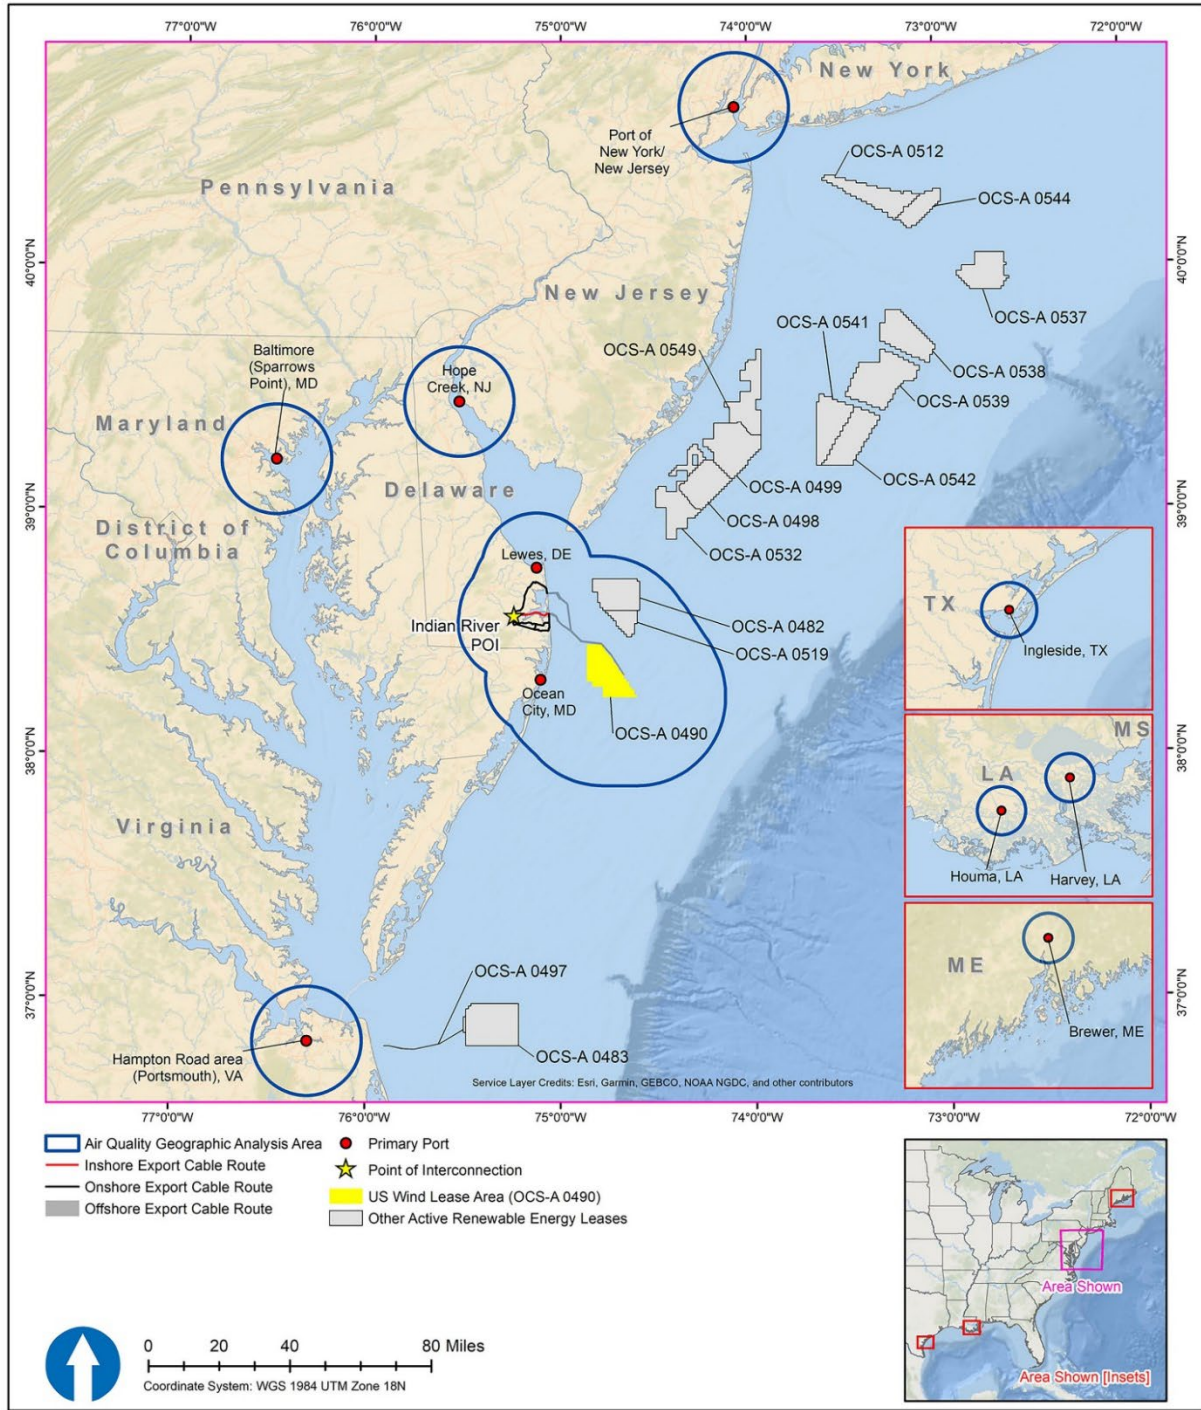 77°0'0"W
76°0'0"W
75°0'0"W
74°0'0"W
73°0'0"W
72°0'0"W
New York
Port of
New York/
New Jersey
OCS-A 0512
OCS-A 0544
Pennsylvania
40°0'0"N
40°0'0"N
New Jersey
OCS-A 0537
OCS-A 0541
OCS-A 0549
OCS-A 0538
OCS-A 0539
Baltimore
(Sparrows
Point), MD
Hope
Creek, NJ
Maryland
OCS-A 0499
OCS-A 0542
Delaware
39°0'0"N
39°0'0"N
OCS-A 0498
OCS-A 0532
District of
Columbia
Lewes, DE
Indian River
POI
OCS-A 0482
OCS-A 0519
Ocean
City, MD
OCS-A 0490
TX
Ingleside, TX
38°0'0"N
38°0'0"N
MS
LA
Houma, LA
Harvey, LA
Virginia
ME
Brewer, ME
37°0'0"N
37°0'0"N
OCS-A 0497
OCS-A 0483
Hampton Road area
(Portsmouth), VA
Service Layer Credits: Esri, Garmin, GEBCO, NOAA NGDC, and other contributors
77°0'0"W
76°0'0"W
75°0'0"W
74°0'0"W
73°0'0"W
72°0'0"W
Air Quality Geographic Analysis Area
Inshore Export Cable Route
Onshore Export Cable Route
Offshore Export Cable Route
Primary Port
Point of Interconnection
US Wind Lease Area (OCS-A 0490)
Other Active Renewable Energy Leases
Area Shown
Area Shown [Insets]
0 20 40 80 Miles
Coordinate System: WGS 1984 UTM Zone 18N